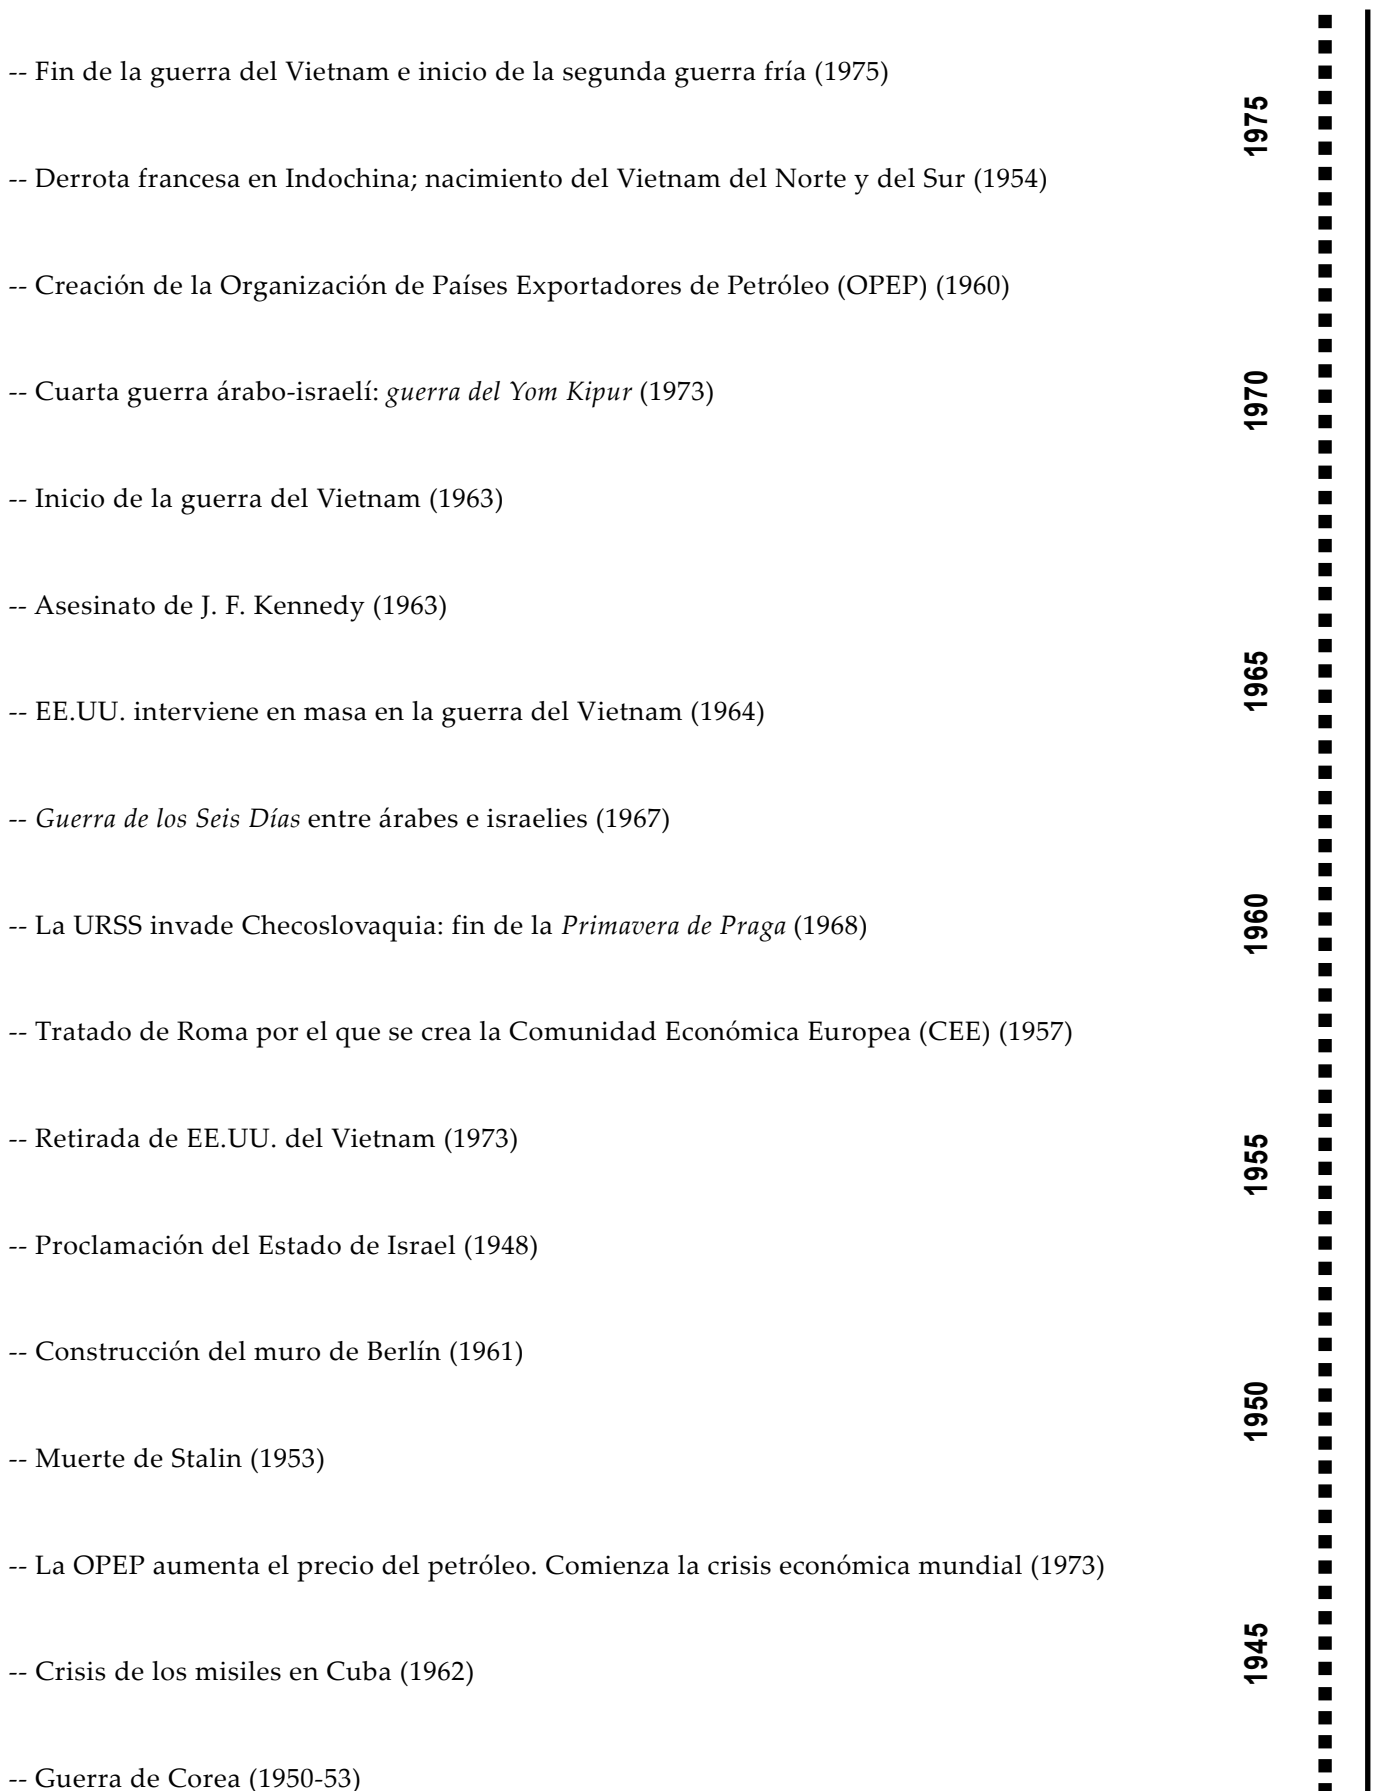 -- Fin de la guerra del Vietnam e inicio de la segunda guerra fría (1975)
-- Derrota francesa en Indochina; nacimiento del Vietnam del Norte y del Sur (1954)
-- Creación de la Organización de Países Exportadores de Petróleo (OPEP) (1960)
-- Cuarta guerra árabo-israelí: guerra del Yom Kipur (1973)
-- Inicio de la guerra del Vietnam (1963)
-- Asesinato de J. F. Kennedy (1963)
-- EE.UU. interviene en masa en la guerra del Vietnam (1964)
-- Guerra de los Seis Días entre árabes e israelies (1967)
-- La URSS invade Checoslovaquia: fin de la Primavera de Praga (1968)
-- Tratado de Roma por el que se crea la Comunidad Económica Europea (CEE) (1957)
-- Retirada de EE.UU. del Vietnam (1973)
-- Proclamación del Estado de Israel (1948)
-- Construcción del muro de Berlín (1961)
-- Muerte de Stalin (1953)
-- La OPEP aumenta el precio del petróleo. Comienza la crisis económica mundial (1973)
-- Crisis de los misiles en Cuba (1962)
-- Guerra de Corea (1950-53)
1975
1970
1965
1960
1955
1950
1945